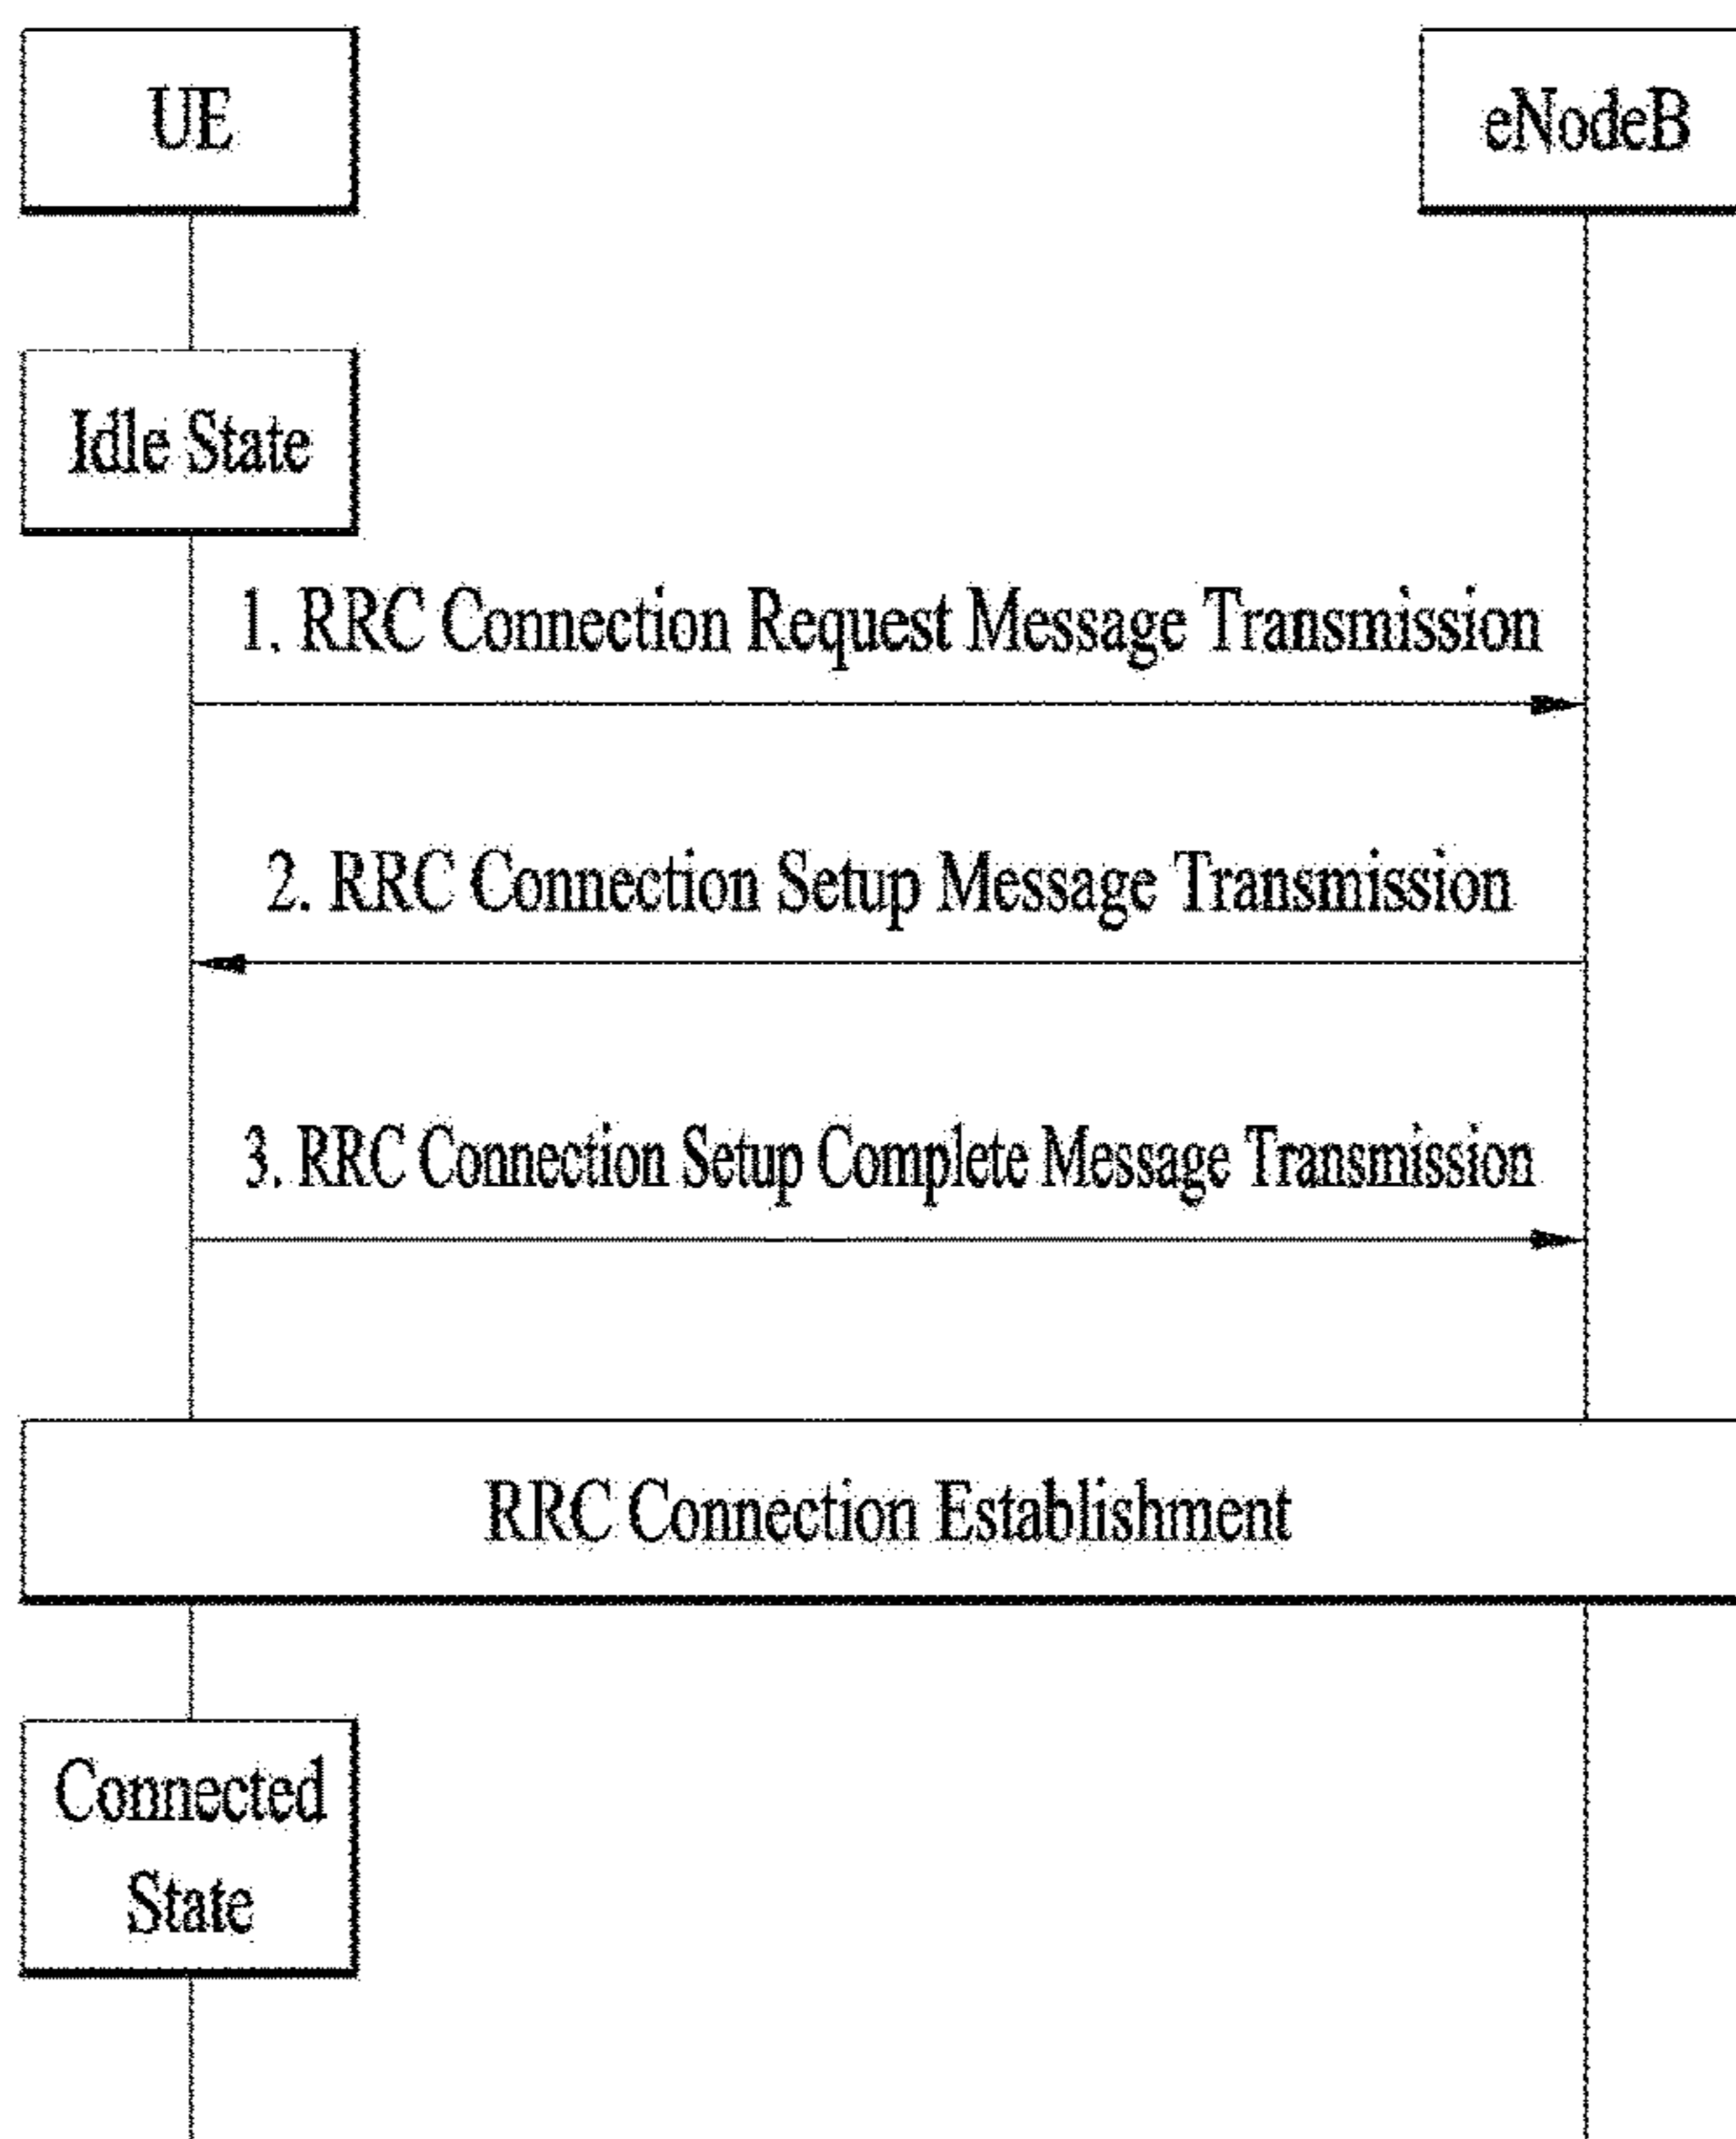 UE
eNodeB
Idle State
1. RRC Connection Request Message Transmission
2. RRC Connection Setup Message Transmission
3. RRC Connection Setup Complete Message Transmission
RRC Connection Establishment
Connected
State